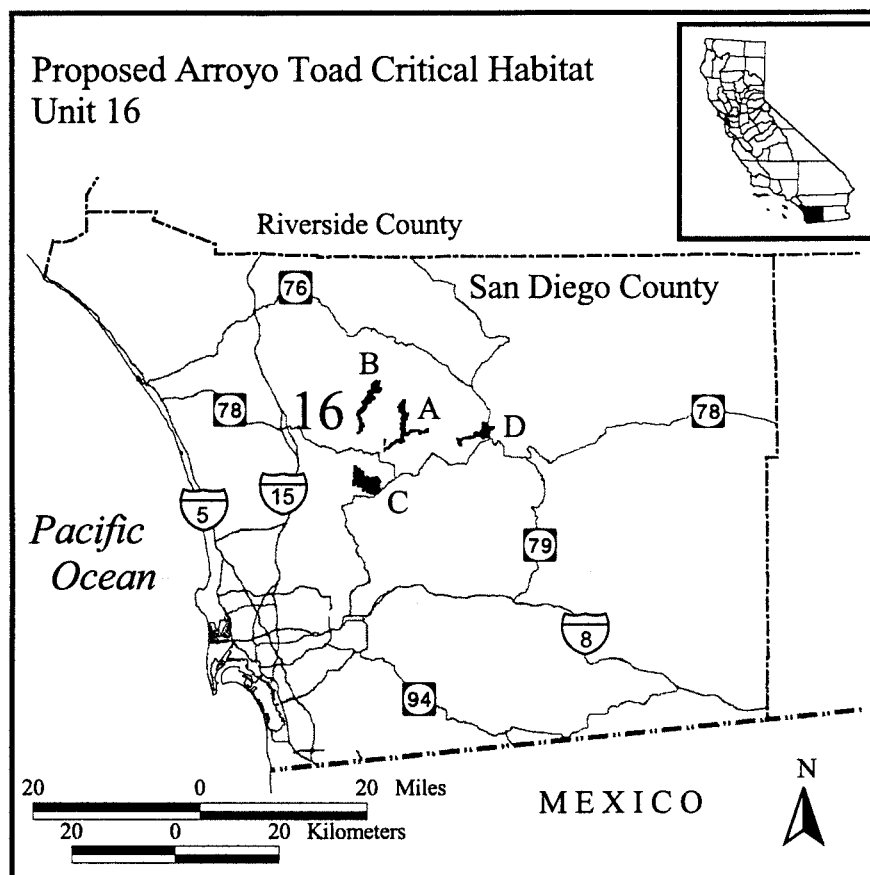 Proposed Arroyo Toad Critical Habitat
Unit 16
Riverside County
San Diego County
76
B
78
16
A
D
78
C
5
15
Pacific
Ocean
79
8
94
N
20 0 20 Miles
20 0 20 Kilometers
MEXICO